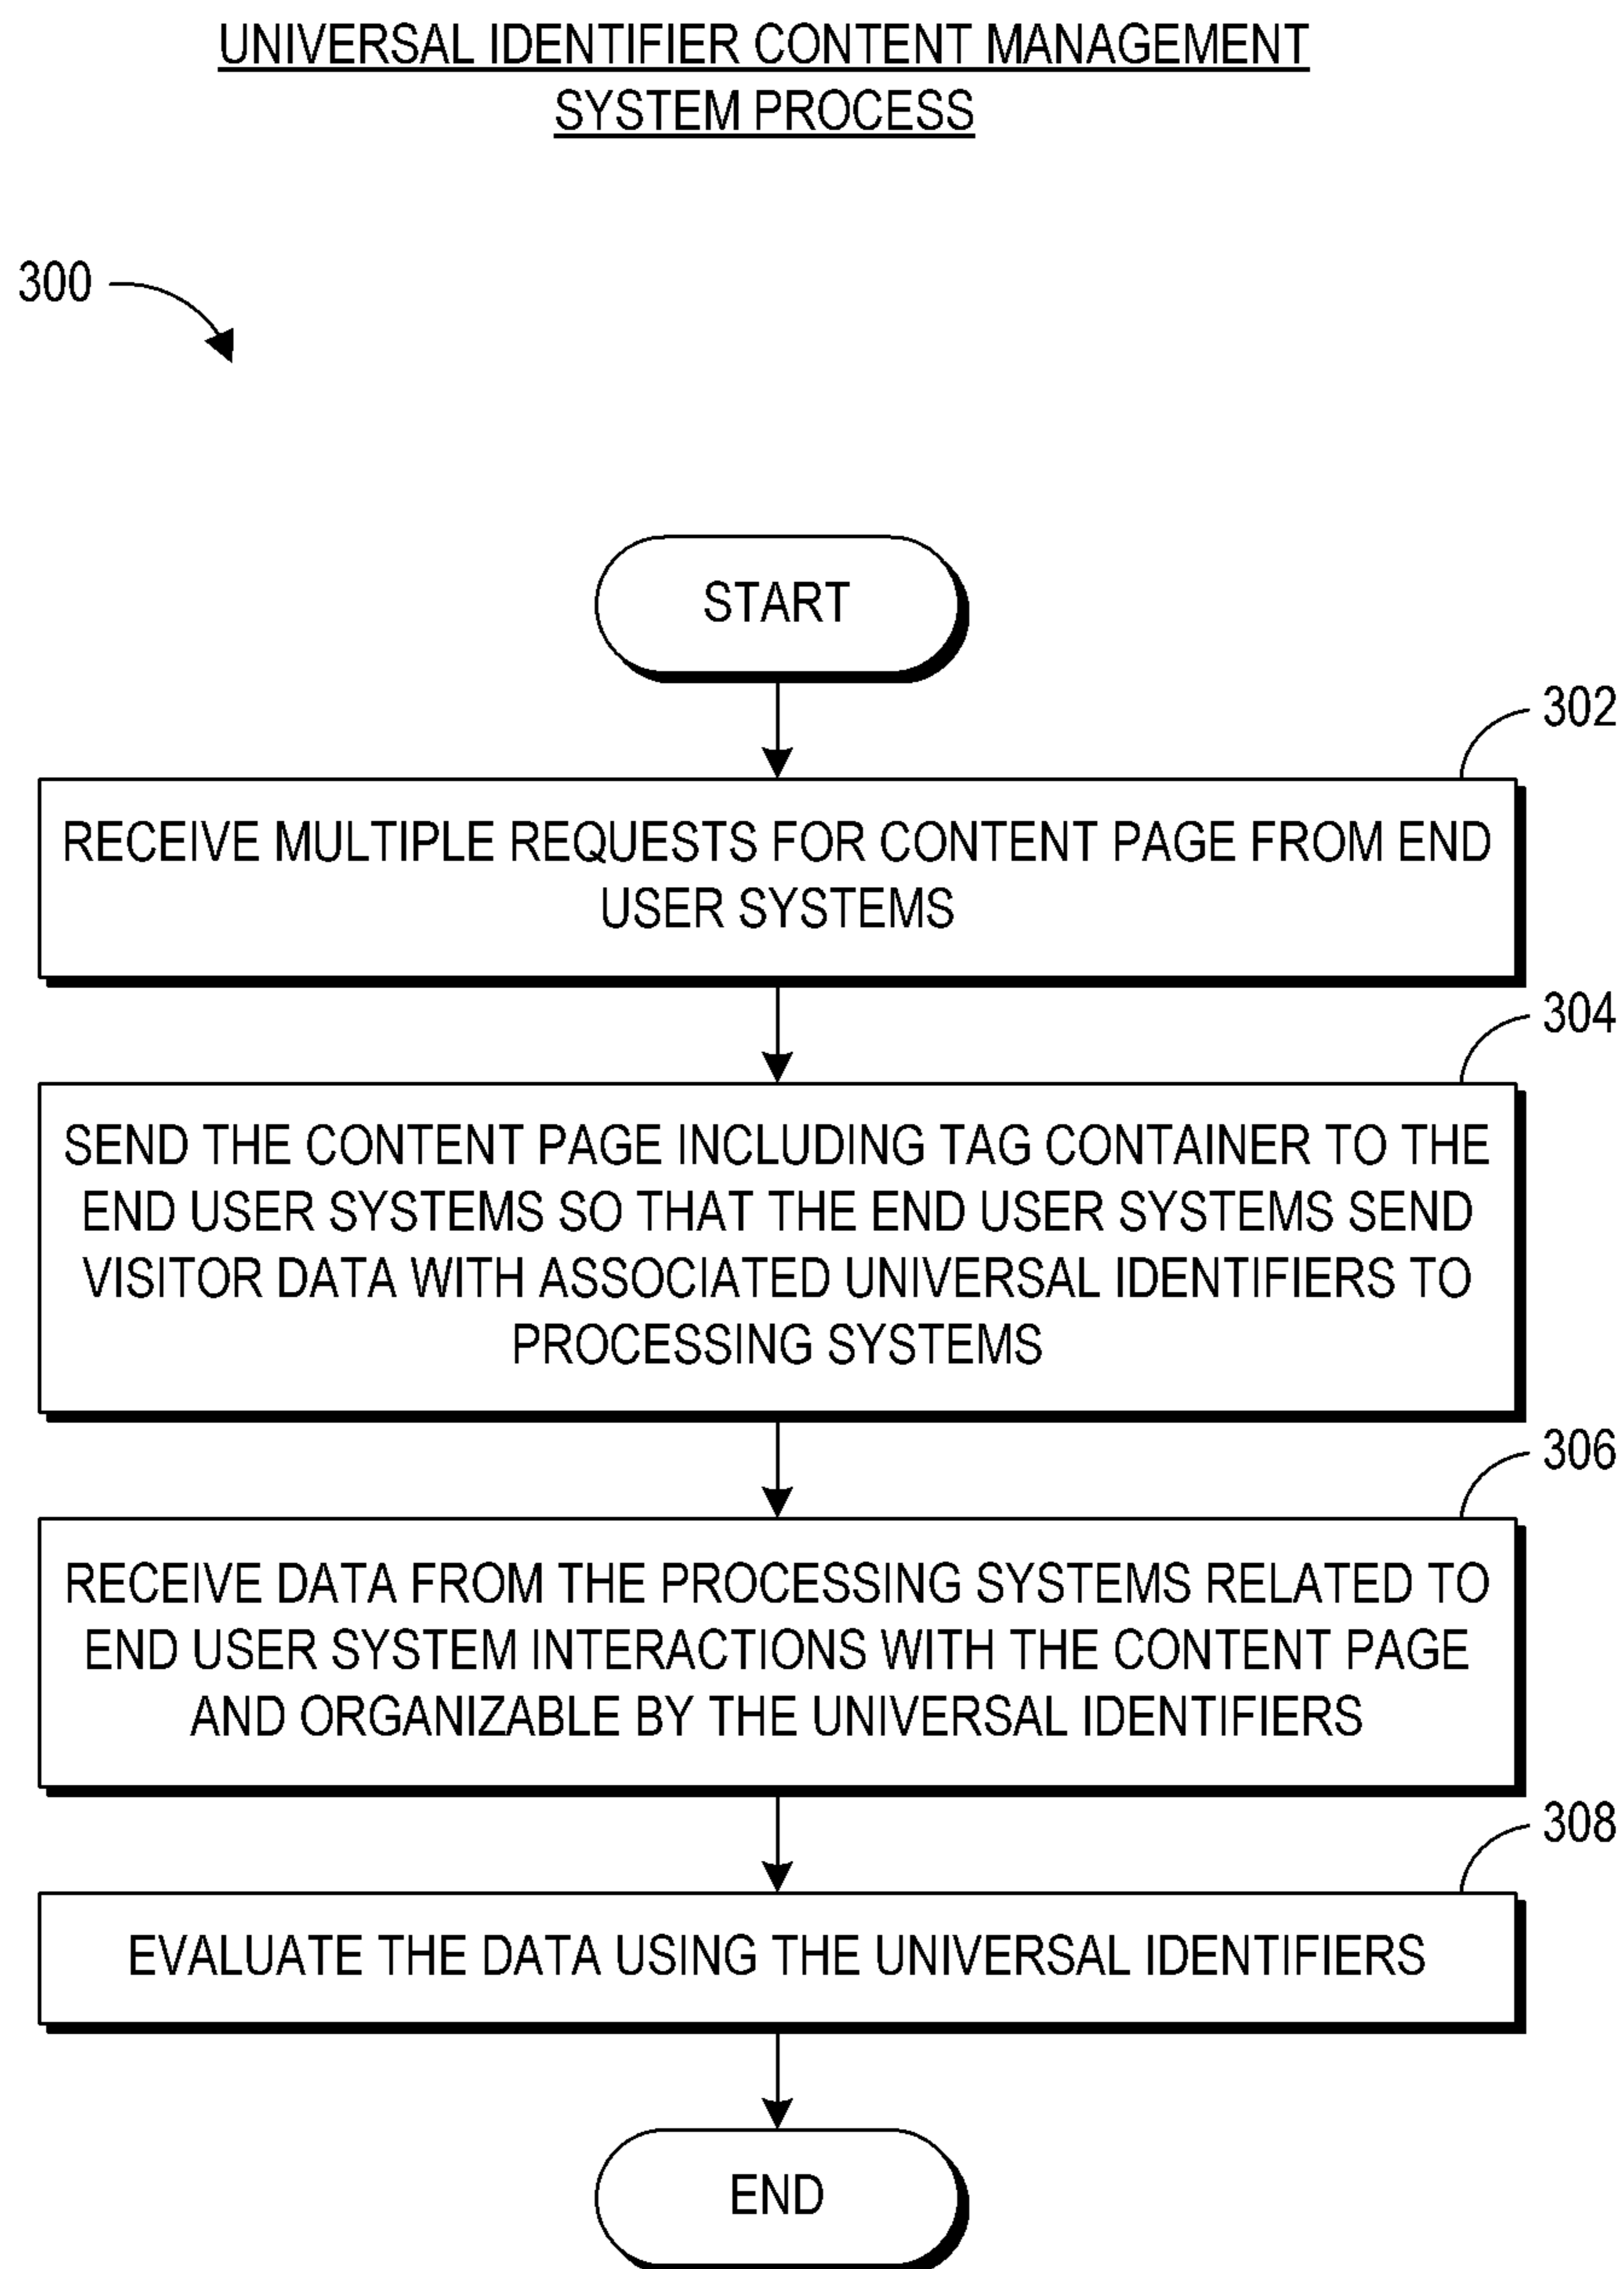 UNIVERSAL IDENTIFIER CONTENT MANAGEMENT
SYSTEM PROCESS
300
START
302
RECEIVE MULTIPLE REQUESTS FOR CONTENT PAGE FROM END
USER SYSTEMS
304
SEND THE CONTENT PAGE INCLUDING TAG CONTAINER TO THE
END USER SYSTEMS SO THAT THE END USER SYSTEMS SEND
VISITOR DATA WITH ASSOCIATED UNIVERSAL IDENTIFIERS TO
PROCESSING SYSTEMS
306
RECEIVE DATA FROM THE PROCESSING SYSTEMS RELATED TO
END USER SYSTEM INTERACTIONS WITH THE CONTENT PAGE
AND ORGANIZABLE BY THE UNIVERSAL IDENTIFIERS
308
EVALUATE THE DATA USING THE UNIVERSAL IDENTIFIERS
END